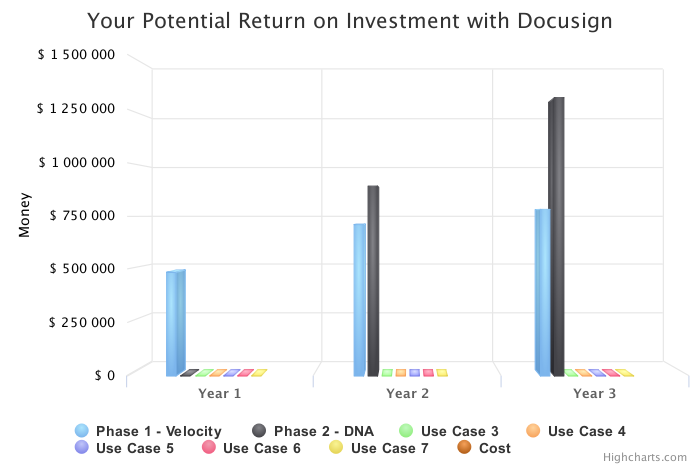 Your Potential Return on Investment with Docusign
$ 1 500 000
$ 1 250 000
$ 1 000 000
$ 750 000
$ 500 000
$ 250 000
$ 0
Money
Year 1
Year 2
Year 3
Phase 1 - Velocity
Phase 2 - DNA
Use Case 3
Use Case 4
Use Case 5
Use Case 6
Use Case 7
Cost
Highcharts.com